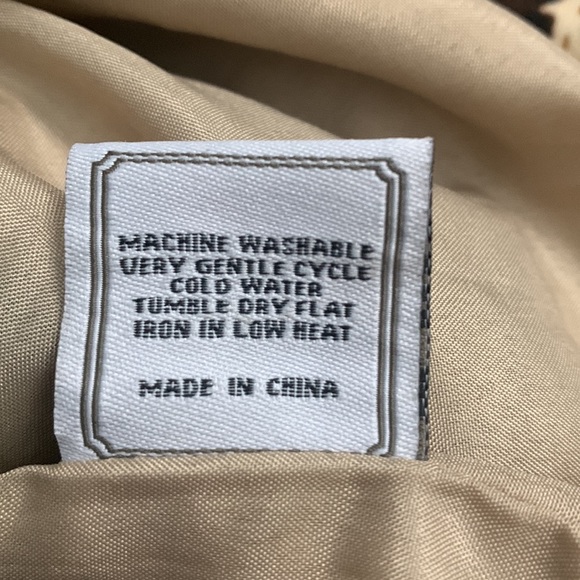 MACHINE WASHABLE
VERY GENTLE CYCLE
COLD WATER
TUMBLE DRY FLAT
IRON IN LOW HEAT
MADE IN CHINA